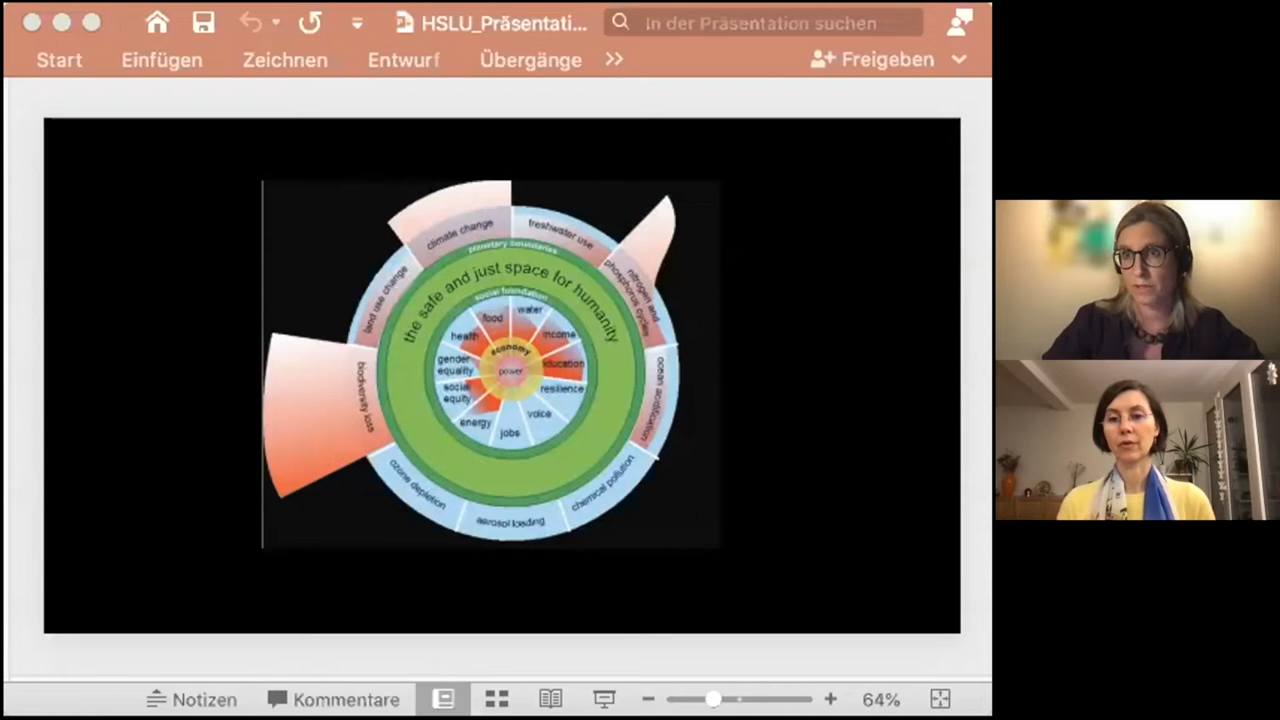 HSLU_Präsentati...
In der Präsentation suchen
Start
Einfügen
Zeichnen
Entwurf
Übergänge
Freigeben
climate change
freshwater use
nitrogen and
phosphorus cycles
ocean acidification
chemical pollution
aerosol loading
ozone depletion
biodiversity loss
land use change
planetary boundaries
the safe and just space for humanity
social foundation
water
income
education
resilience
voice
jobs
energy
social
equity
gender
equality
health
food
economy
power
Notizen
Kommentare
64%